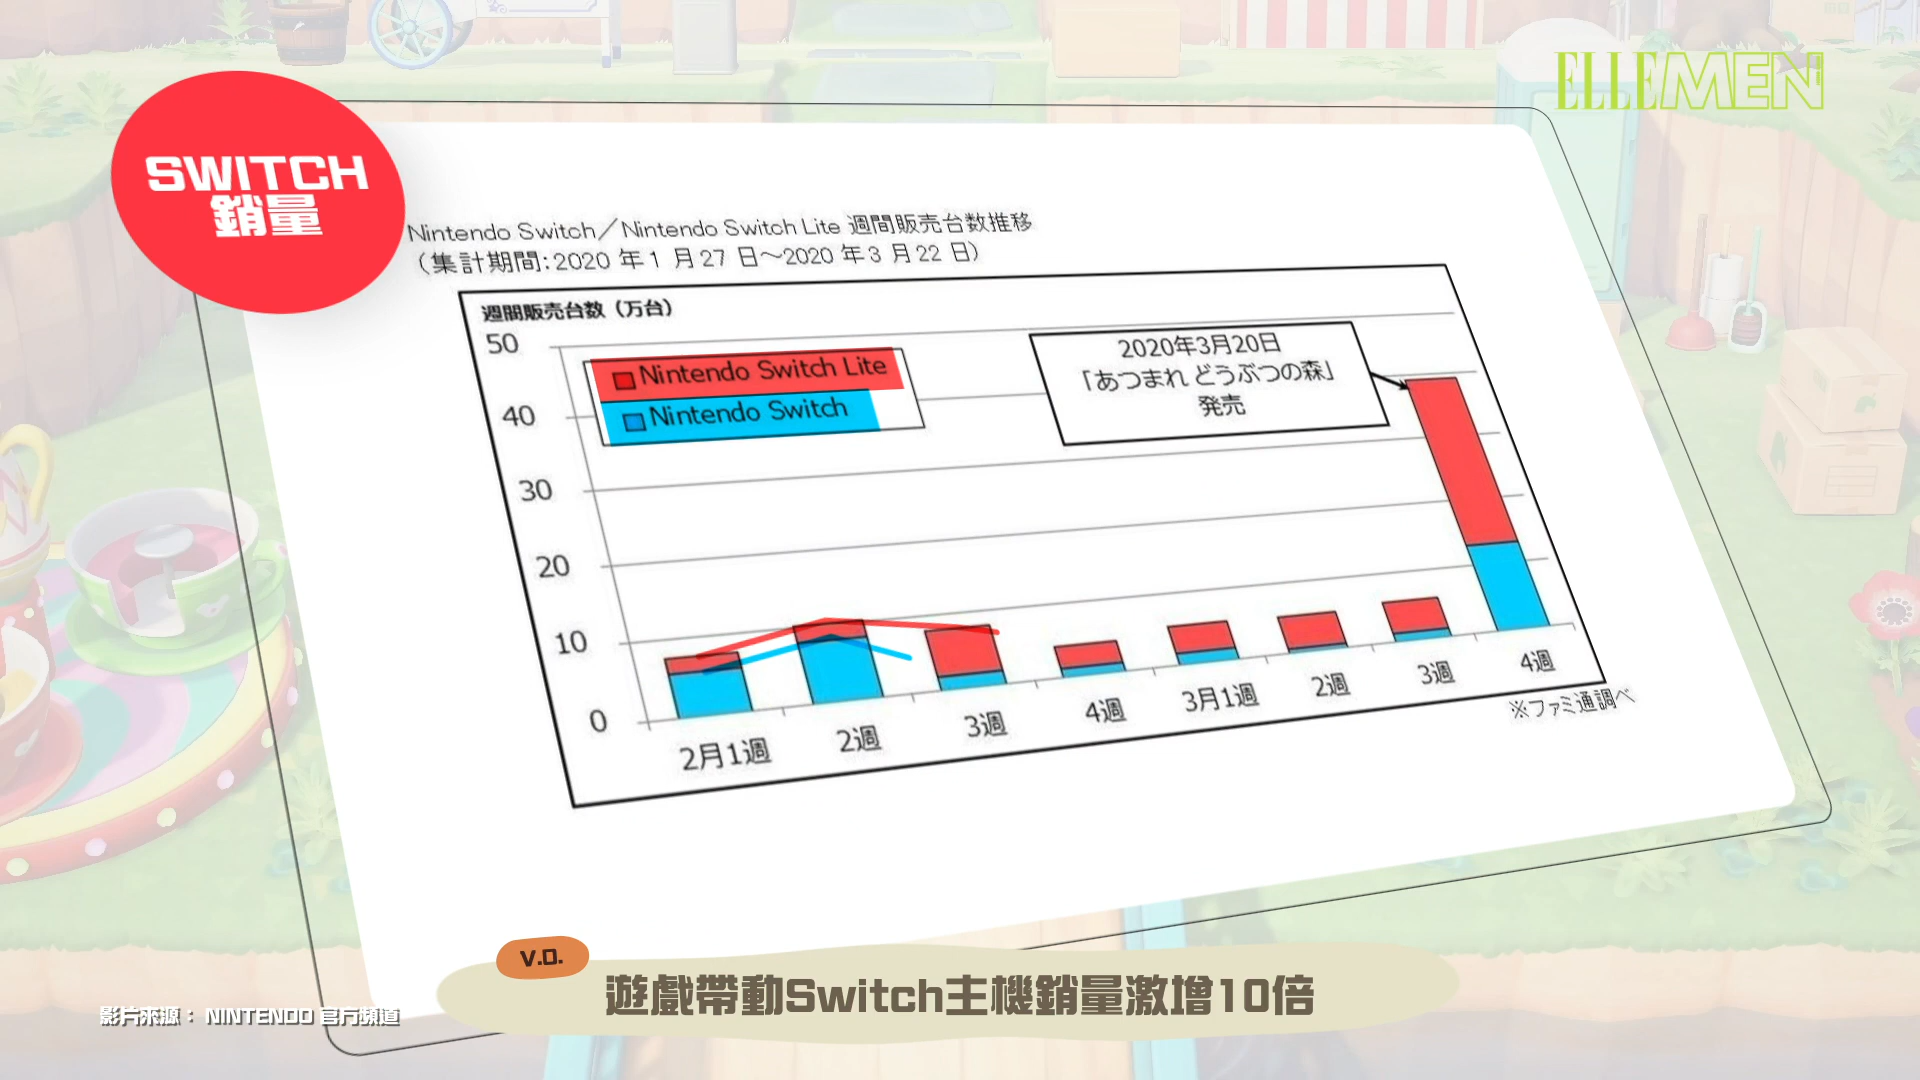 ELLEMEN
SWITCH
銷量
Nintendo Switch／Nintendo Switch Lite 週間販売台数推移
（集計期間:2020 年 1 月 27 日～2020 年 3 月 22 日）
週間販売台数（万台）
50
40
30
20
10
0
Nintendo Switch Lite
Nintendo Switch
2020年3月20日
「あつまれ どうぶつの森」
発売
2月1週
2週
3週
4週
3月1週
2週
3週
4週
※ファミ通調べ
V.O.
遊戲帶動Switch主機銷量激增10倍
影片來源： NINTENDO 官方頻道